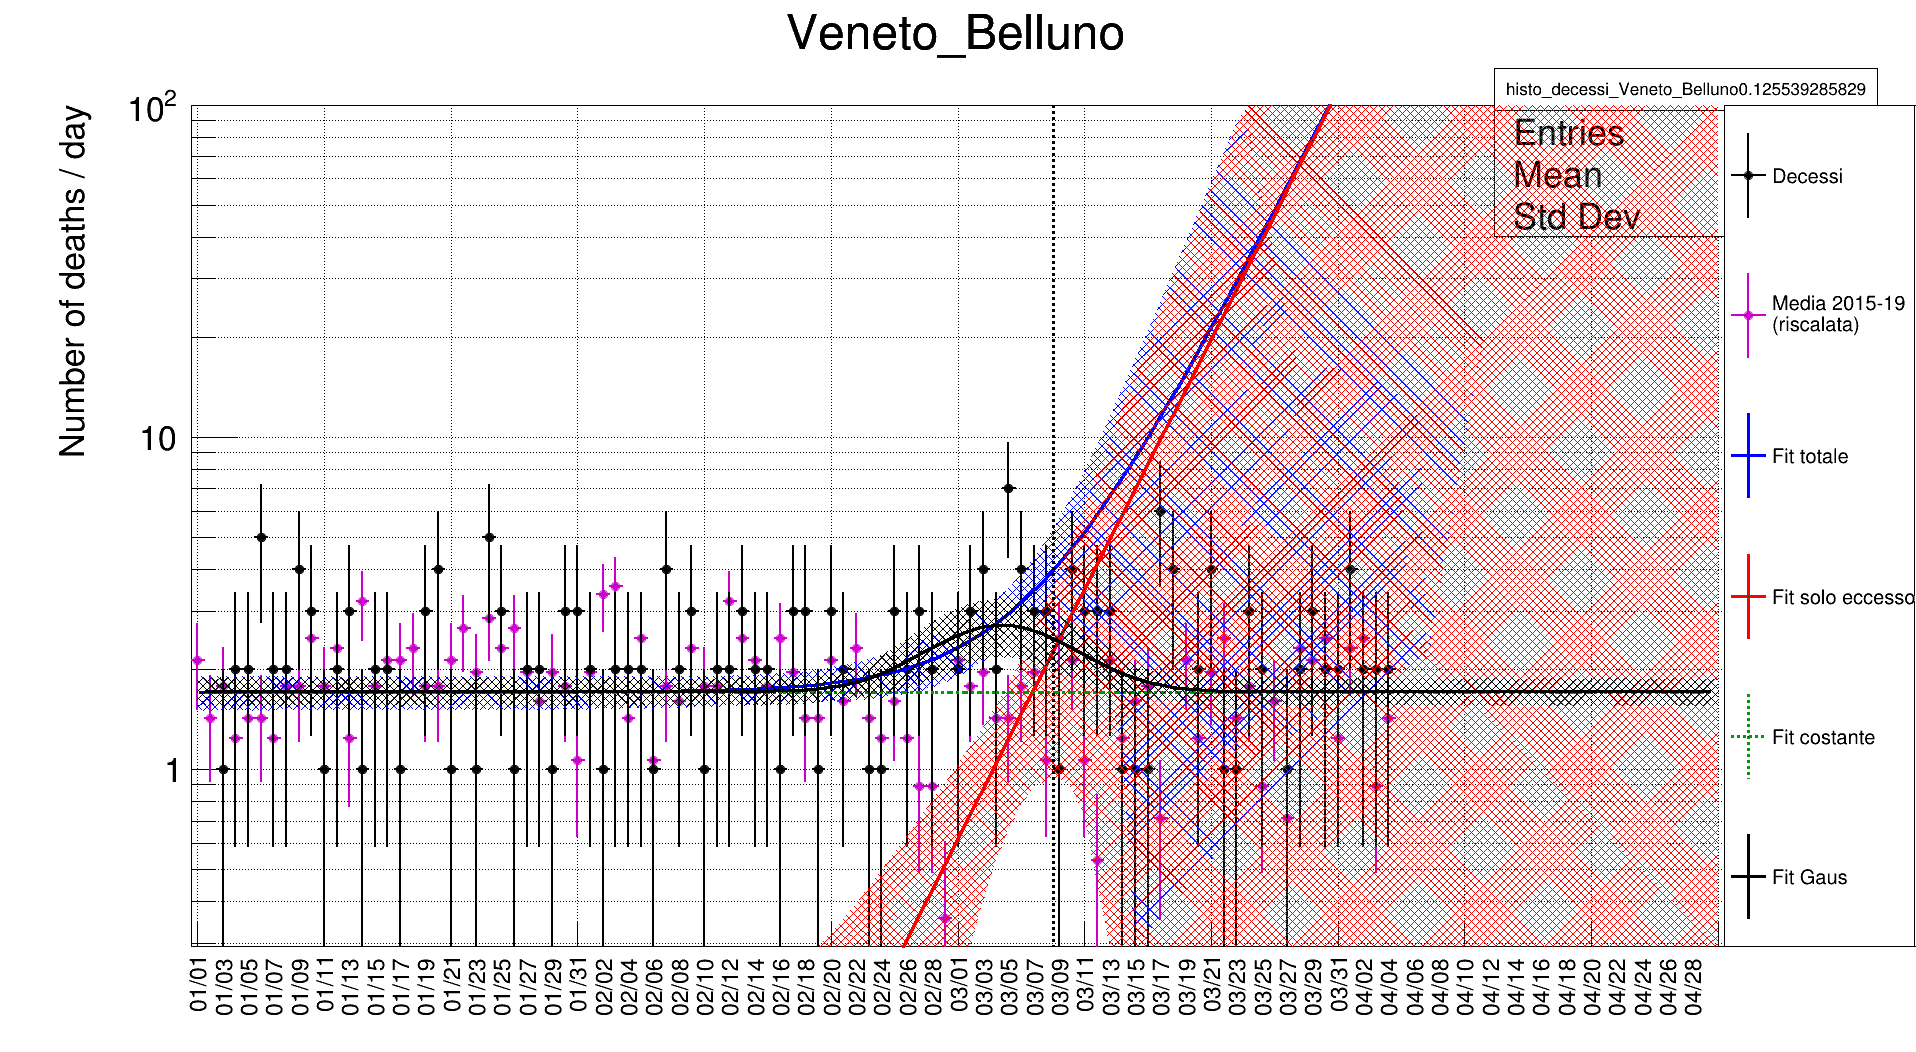 Veneto_Belluno
histo_decessi_Veneto_Belluno0.125539285829
Entries
Mean
Std Dev
Number of deaths / day
10²
10
1
Decessi
Media 2015-19
(riscalata)
Fit totale
Fit solo eccesso
Fit costante
Fit Gaus
01/01 01/03 01/05 01/07 01/09 01/11 01/13 01/15 01/17 01/19 01/21 01/23 01/25 01/27 01/29 01/31 02/02 02/04 02/06 02/08 02/10 02/12 02/14 02/16 02/18 02/20 02/22 02/24 02/26 02/28 03/01 03/03 03/05 03/07 03/09 03/11 03/13 03/15 03/17 03/19 03/21 03/23 03/25 03/27 03/29 03/31 04/02 04/04 04/06 04/08 04/10 04/12 04/14 04/16 04/18 04/20 04/22 04/24 04/26 04/28